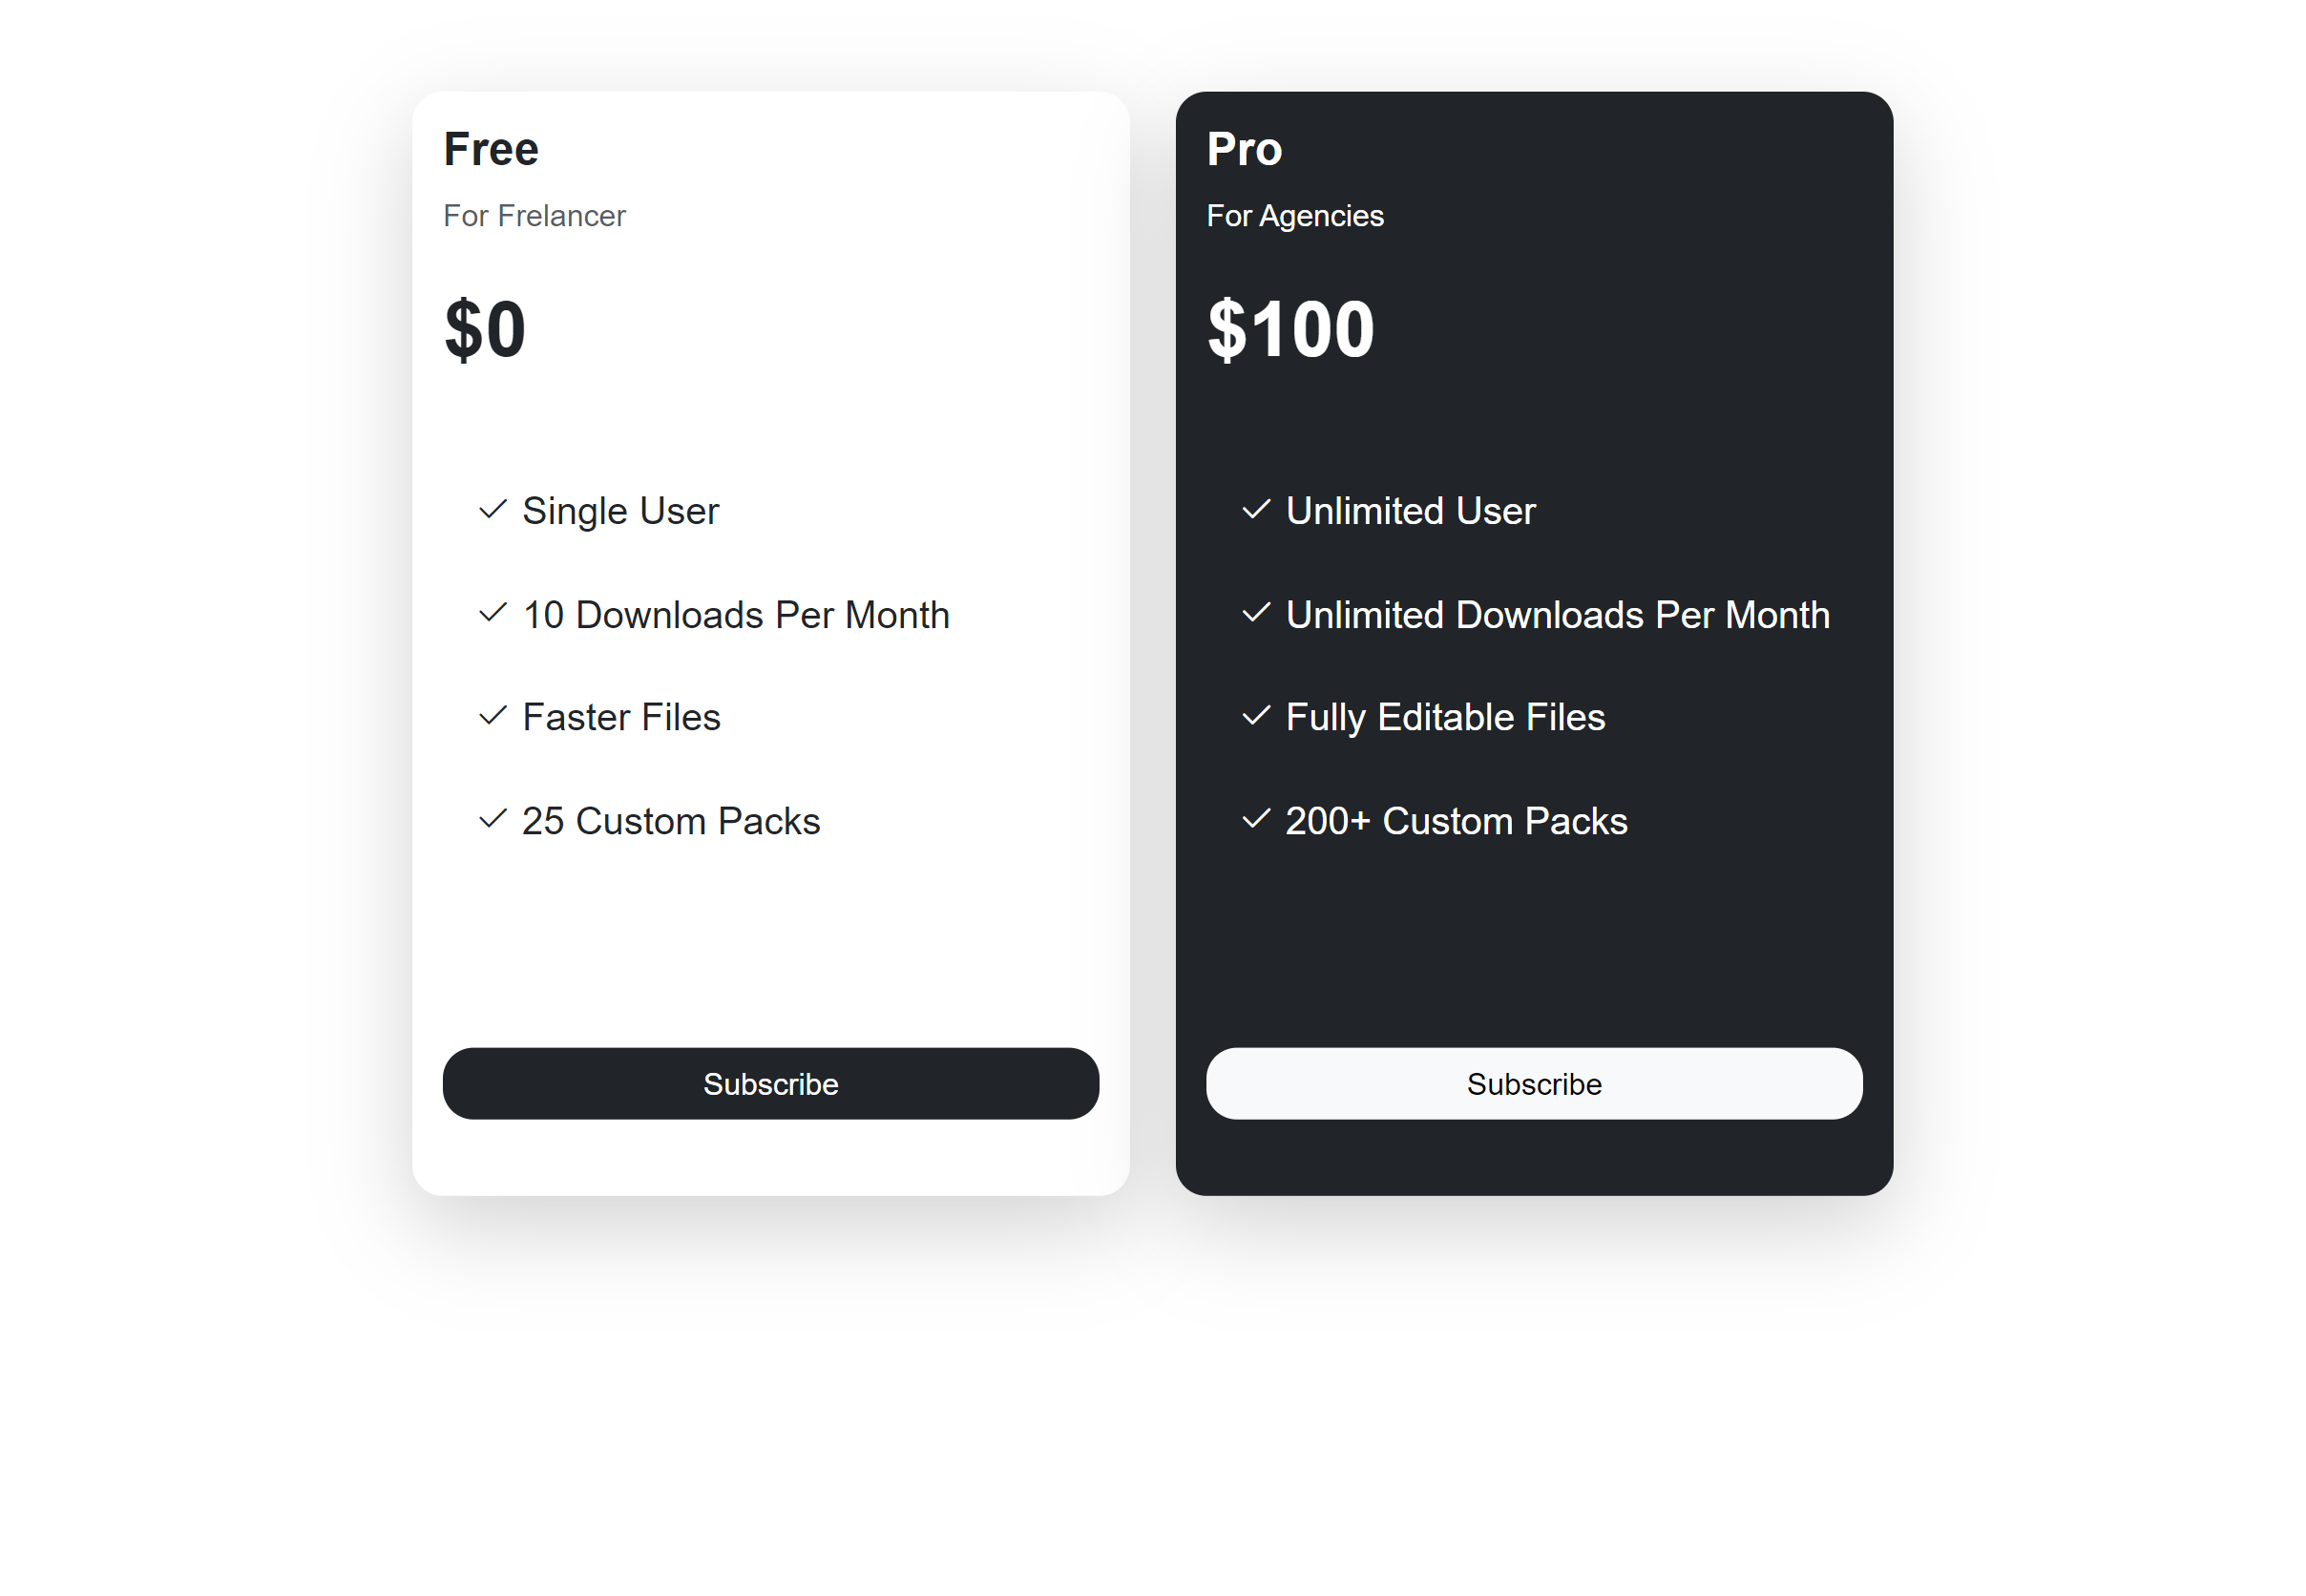 Free
For Frelancer
$0
Single User
10 Downloads Per Month
Faster Files
25 Custom Packs
Subscribe
Pro
For Agencies
$100
Unlimited User
Unlimited Downloads Per Month
Fully Editable Files
200+ Custom Packs
Subscribe